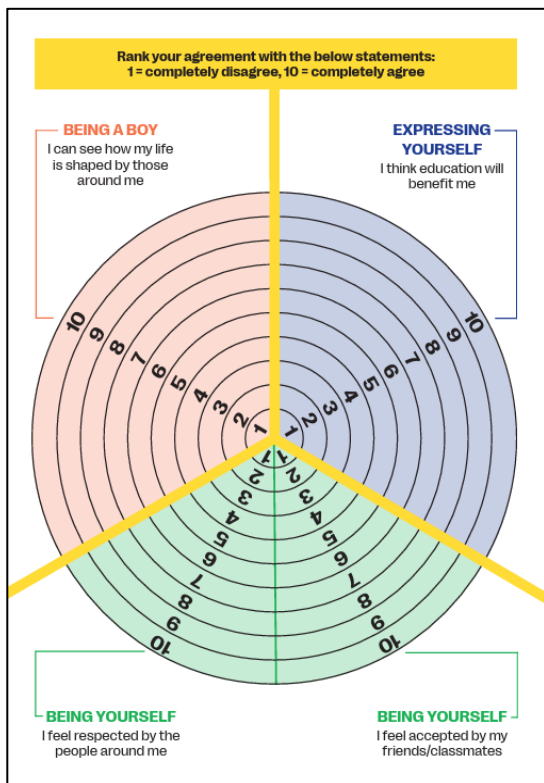 Rank your agreement with the below statements:
1 = completely disagree, 10 = completely agree
BEING A BOY
I can see how my life
is shaped by those
around me
EXPRESSING
YOURSELF
I think education will
benefit me
10 9 8 7 6 5 4 3 2 1
1 2 3 4 5 6 7 8 9 10
1 2 3 4 5 6 7 8 9 10
1 2 3 4 5 6 7 8 9 10
BEING YOURSELF
I feel respected by the
people around me
BEING YOURSELF
I feel accepted by my
friends/classmates